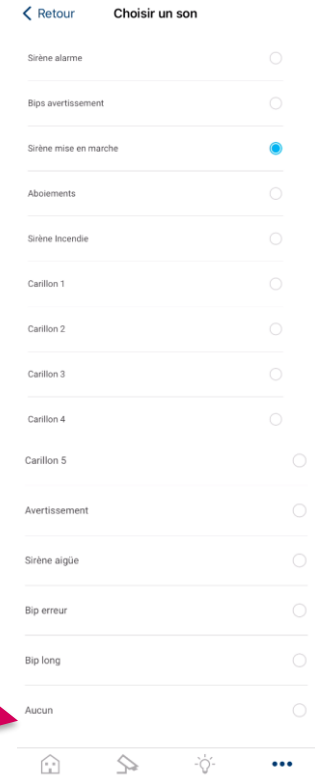 Retour Choisir un son
Sirène alarme
Bips avertissement
Sirène mise en marche
Aboiements
Sirène Incendie
Carillon 1
Carillon 2
Carillon 3
Carillon 4
Carillon 5
Avertissement
Sirène aigüe
Bip erreur
Bip long
Aucun